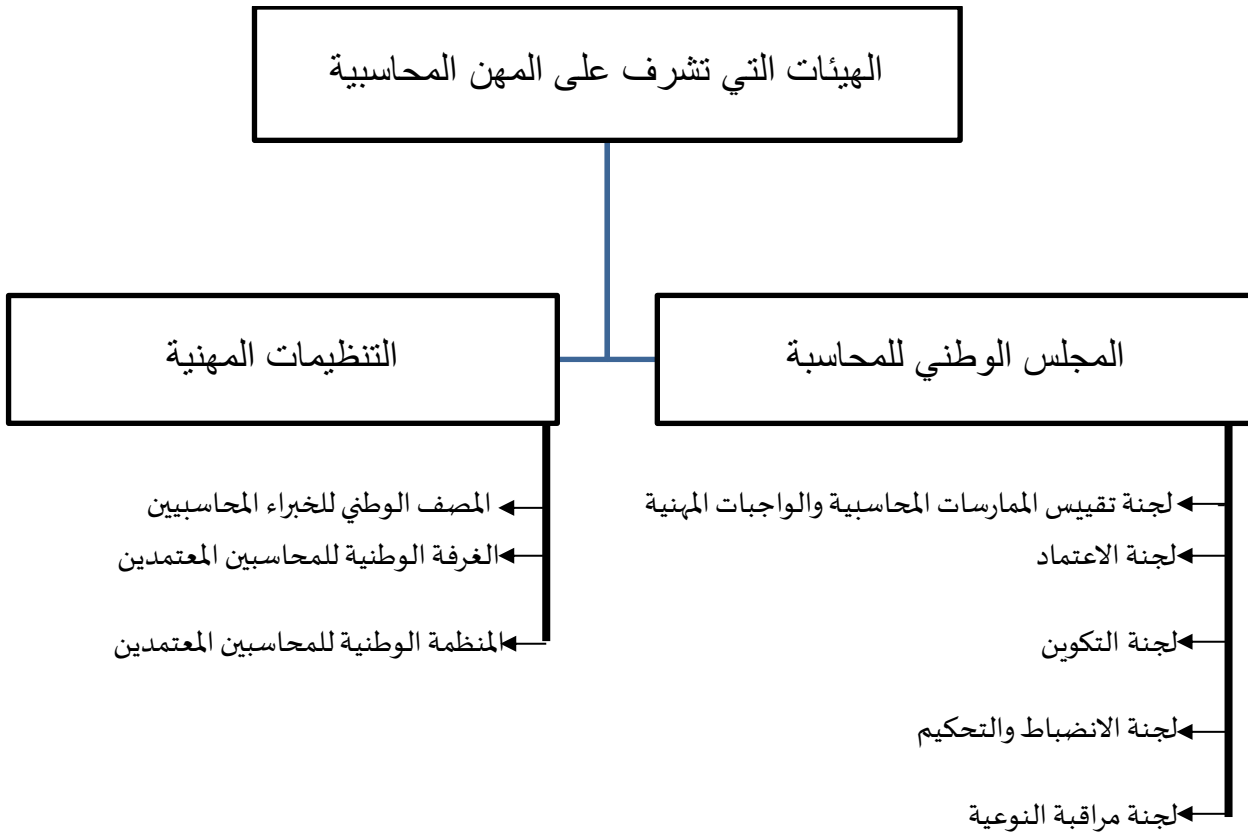 الهيئات التي تشرف على المهن المحاسبية
المجلس الوطني للمحاسبة
لجنة تقييس الممارسات المحاسبية والواجبات المهنية
لجنة الاعتماد
لجنة التكوين
لجنة الانضباط والتحكيم
لجنة مراقبة النوعية
التنظيمات المهنية
المصف الوطني للخبراء المحاسبيين
الغرفة الوطنية للمحاسبين المعتمدين
المنظمة الوطنية للمحاسبين المعتمدين